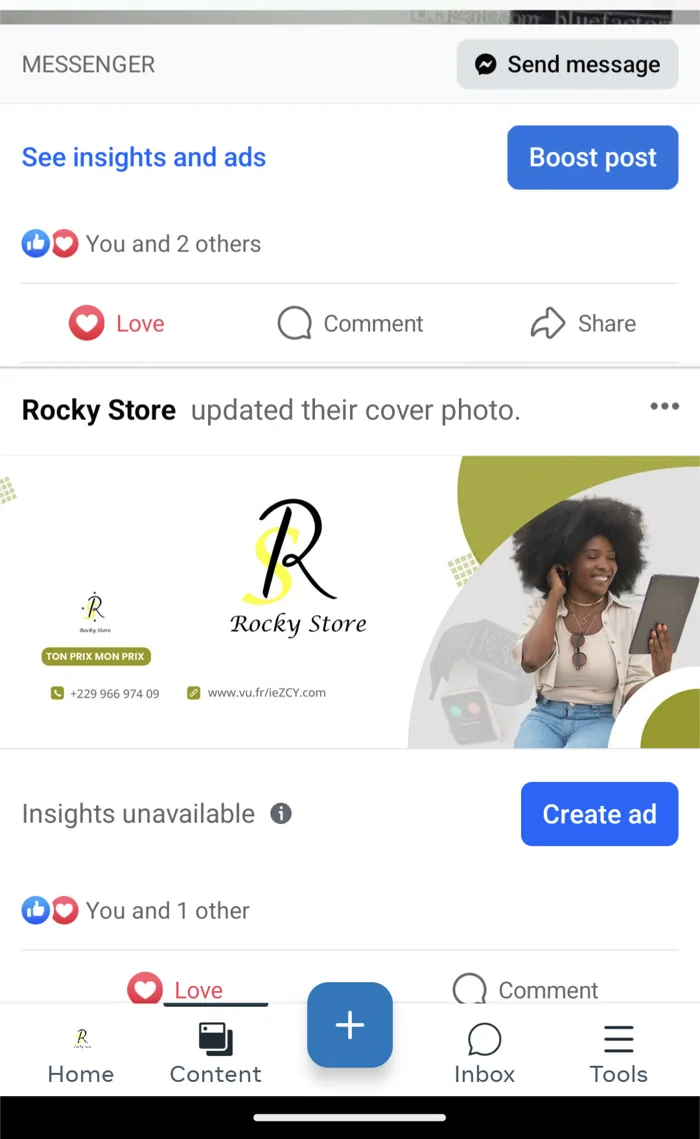 MESSENGER
Send message
See insights and ads
Boost post
You and 2 others
Love
Comment
Share
Rocky Store updated their cover photo.
RS
Rocky Store
RS
Rocky Store
TON PRIX MON PRIX
+229 966 974 09
www.vu.fr/ieZCY.com
Insights unavailable
Create ad
You and 1 other
Love
Comment
R
Home
Content
Inbox
Tools